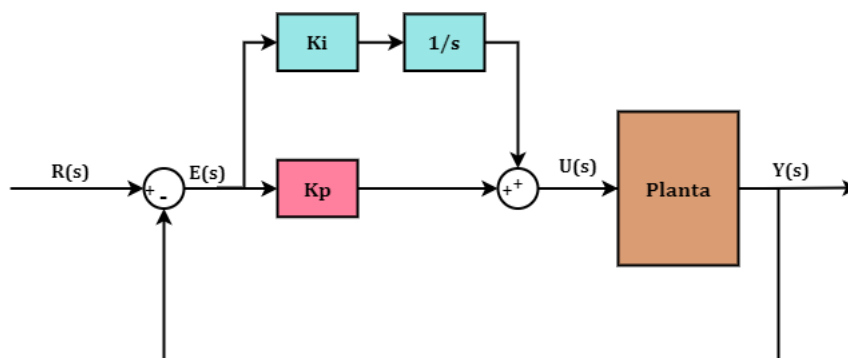 Ki
1/s
R(s)
E(s)
U(s)
Y(s)
+
-
Kp
+
+
Planta